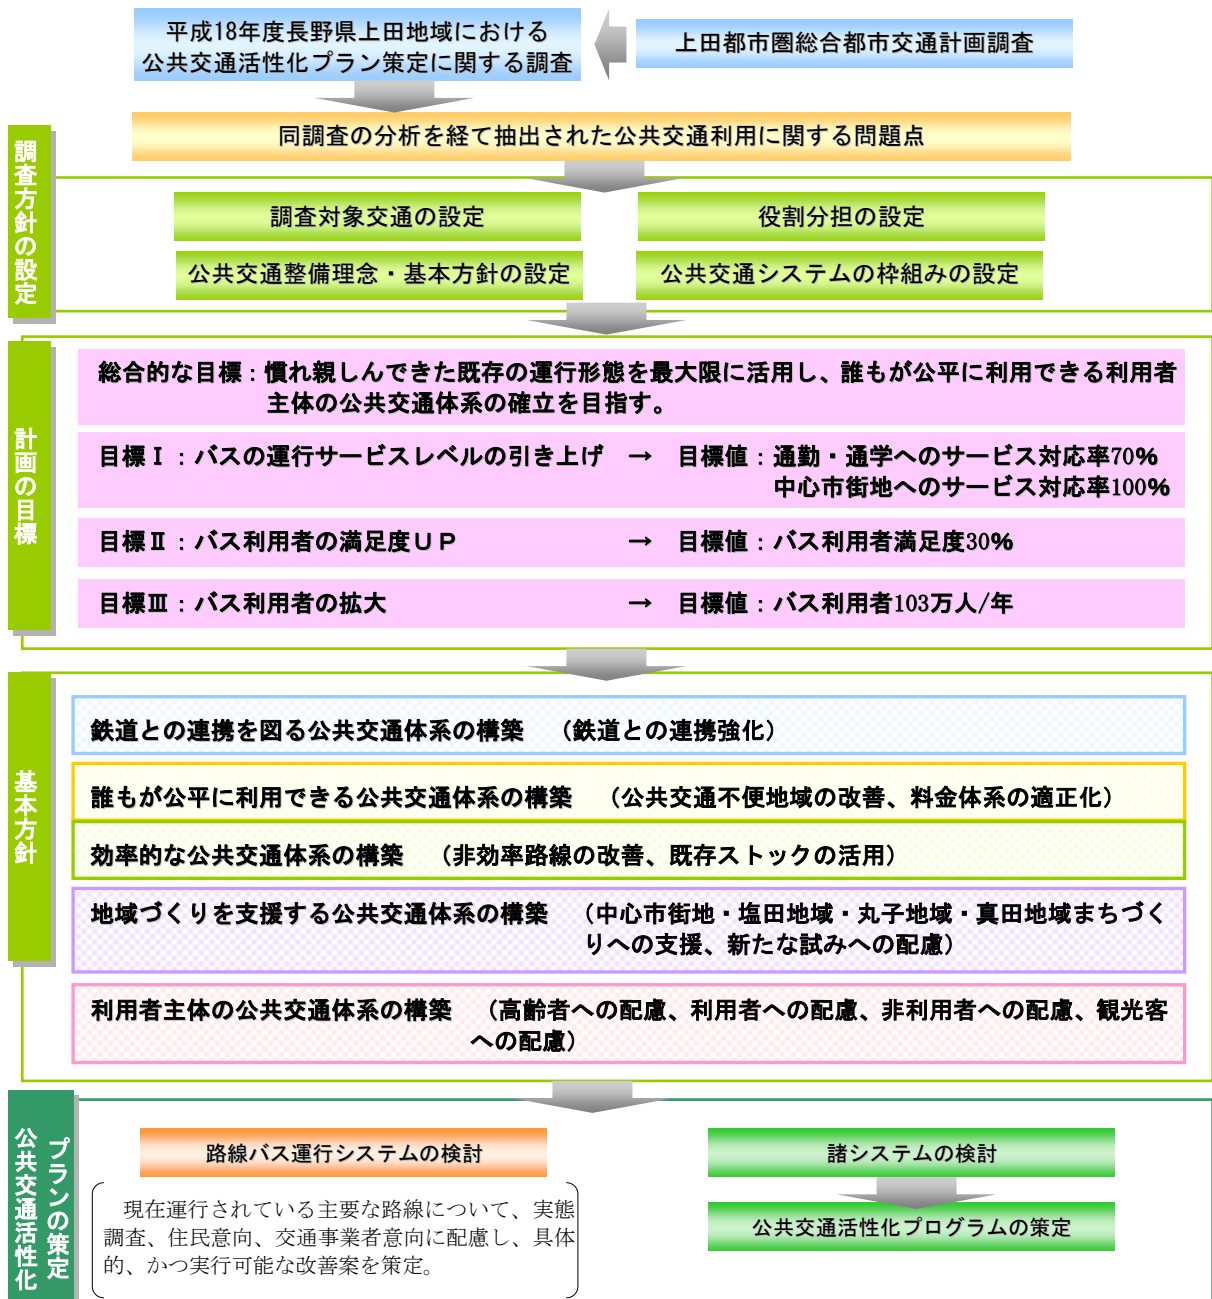 平成18年度長野県上田地域における
公共交通活性化プラン策定に関する調査
上田都市圏総合都市交通計画調査
同調査の分析を経て抽出された公共交通利用に関する問題点
調査方針の設定
調査対象交通の設定
役割分担の設定
公共交通整備理念・基本方針の設定
公共交通システムの枠組みの設定
計画の目標
総合的な目標：慣れ親しんできた既存の運行形態を最大限に活用し、誰もが公平に利用できる利用者
主体の公共交通体系の確立を目指す。
目標Ⅰ：バスの運行サービスレベルの引き上げ　→　目標値：通勤・通学へのサービス対応率70%
中心市街地へのサービス対応率100%
目標Ⅱ：バス利用者の満足度ＵＰ　→　目標値：バス利用者満足度30%
目標Ⅲ：バス利用者の拡大　→　目標値：バス利用者103万人/年
基本方針
鉄道との連携を図る公共交通体系の構築　（鉄道との連携強化）
誰もが公平に利用できる公共交通体系の構築　（公共交通不便地域の改善、料金体系の適正化）
効率的な公共交通体系の構築　（非効率路線の改善、既存ストックの活用）
地域づくりを支援する公共交通体系の構築　（中心市街地・塩田地域・丸子地域・真田地域まちづく
りへの支援、新たな試みへの配慮）
利用者主体の公共交通体系の構築　（高齢者への配慮、利用者への配慮、非利用者への配慮、観光客
への配慮）
公共交通活性化
プランの策定
路線バス運行システムの検討
現在運行されている主要な路線について、実態
調査、住民意向、交通事業者意向に配慮し、具体
的、かつ実行可能な改善案を策定。
諸システムの検討
公共交通活性化プログラムの策定